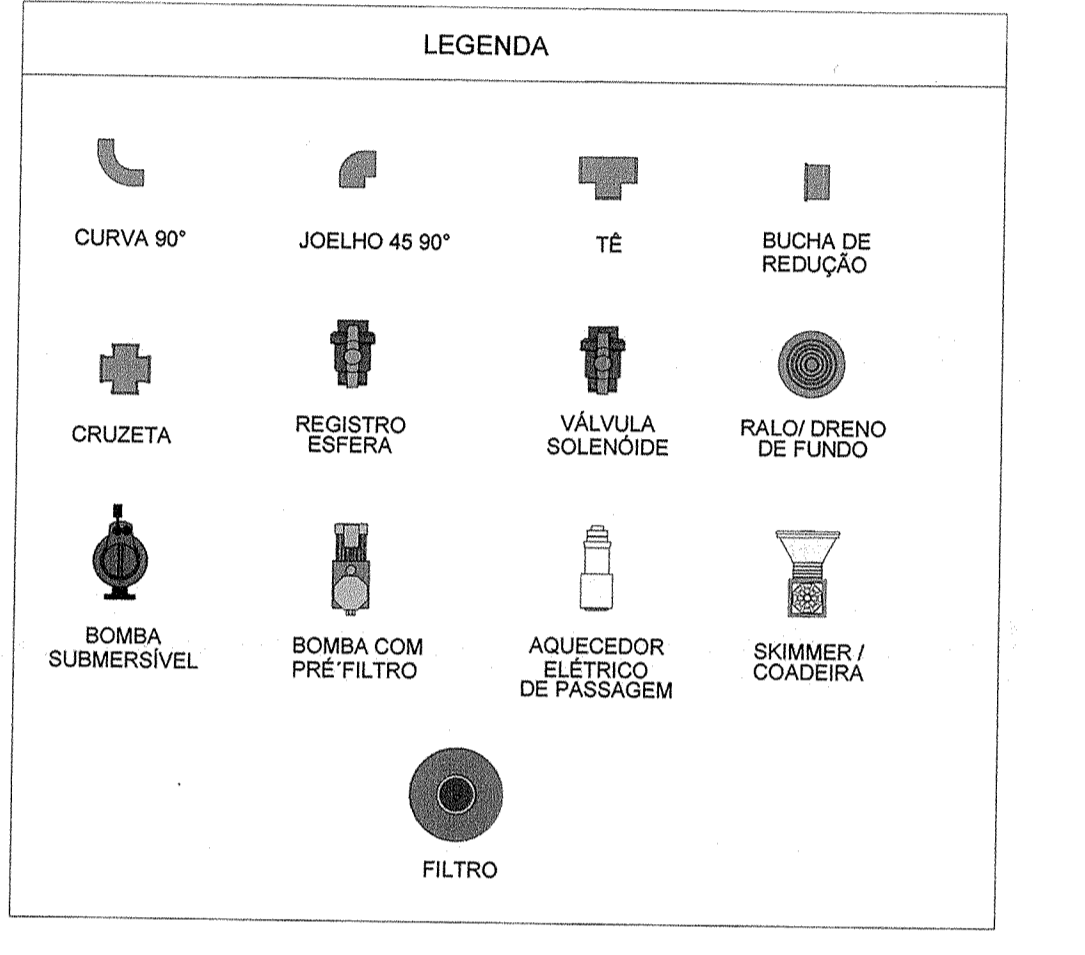 LEGENDA
CURVA 90°
JOELHO 45 90°
TÊ
BUCHA DE
REDUÇÃO
CRUZETA
REGISTRO
ESFERA
VÁLVULA
SOLENÓIDE
RALO/ DRENO
DE FUNDO
BOMBA
SUBMERSÍVEL
BOMBA COM
PRÉ´FILTRO
AQUECEDOR
ELÉTRICO
DE PASSAGEM
SKIMMER /
COADEIRA
FILTRO